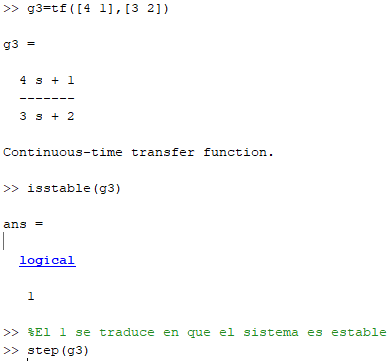 >> g3=tf([4 1],[3 2])
g3 =
4 s + 1
-------
3 s + 2
Continuous-time transfer function.
>> isstable(g3)
ans =
logical
1
>> %El 1 se traduce en que el sistema es estable
>> step(g3)